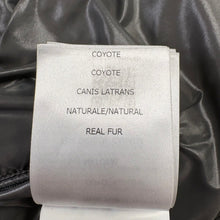 COYOTE
COYOTE
CANIS LATRANS
NATURALE/NATURAL
REAL FUR